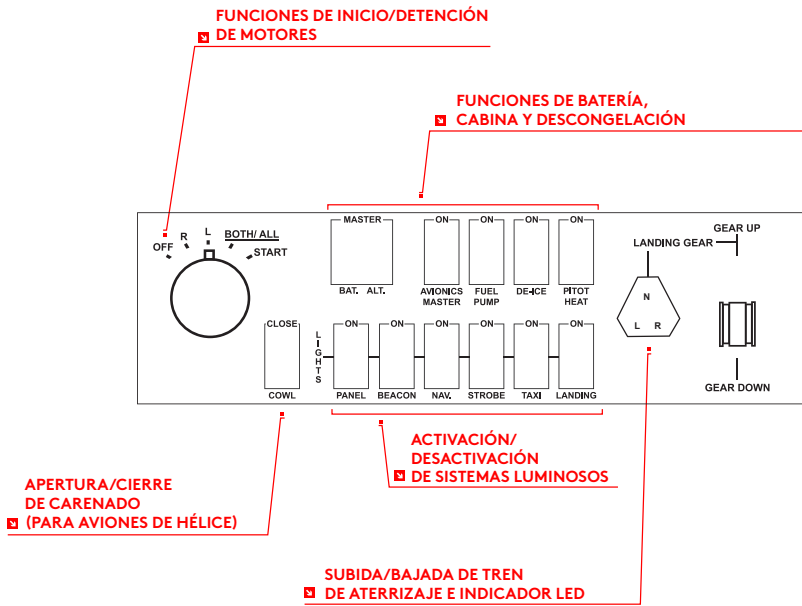 FUNCIONES DE INICIO/DETENCIÓN
DE MOTORES
FUNCIONES DE BATERÍA,
CABINA Y DESCONGELACIÓN
OFF
R
L
BOTH/ ALL
START
MASTER
BAT. ALT.
ON
AVIONICS
MASTER
ON
FUEL
PUMP
ON
DE-ICE
ON
PITOT
HEAT
LANDING GEAR
GEAR UP
N
L R
GEAR DOWN
CLOSE
COWL
LIGHTS
ON
PANEL
ON
BEACON
ON
NAV.
ON
STROBE
ON
TAXI
ON
LANDING
ACTIVACIÓN/
DESACTIVACIÓN
DE SISTEMAS LUMINOSOS
APERTURA/CIERRE
DE CARENADO
(PARA AVIONES DE HÉLICE)
SUBIDA/BAJADA DE TREN
DE ATERRIZAJE E INDICADOR LED